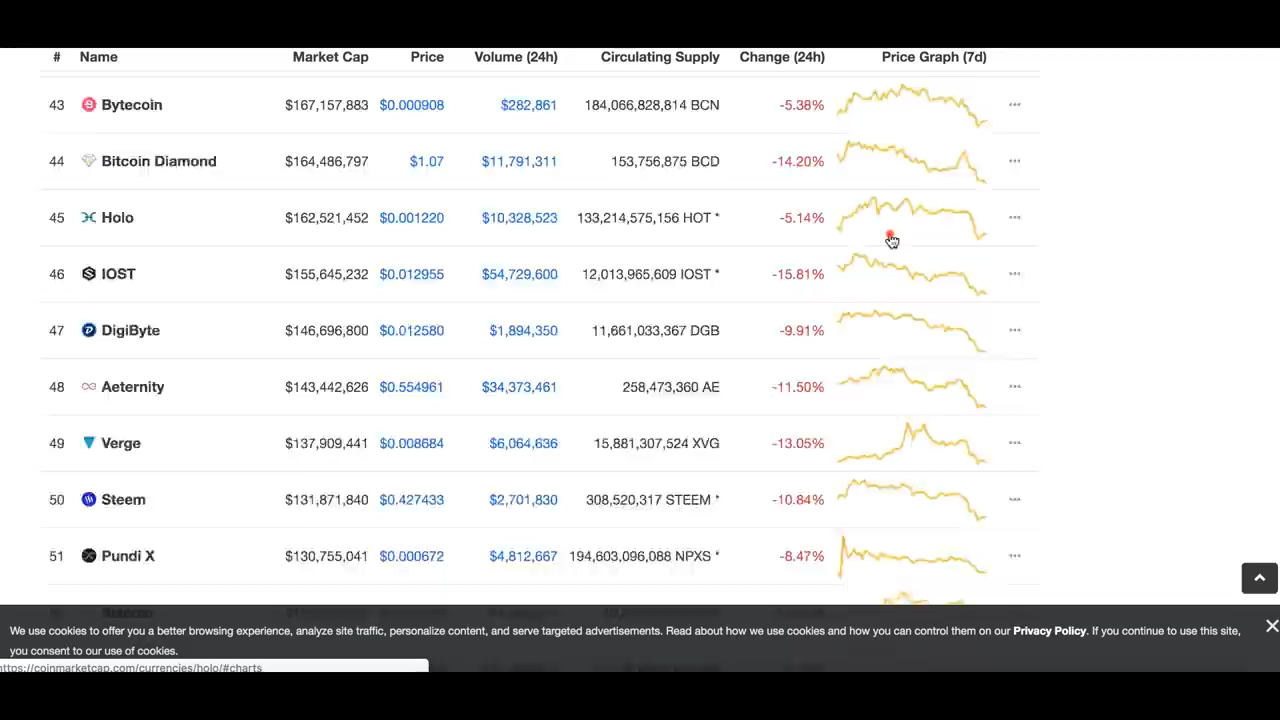 # Name Market Cap Price Volume (24h) Circulating Supply Change (24h) Price Graph (7d)
43 Bytecoin $167,157,883 $0.000908 $282,861 184,066,828,814 BCN -5.38%
44 Bitcoin Diamond $164,486,797 $1.07 $11,791,311 153,756,875 BCD -14.20%
45 Holo $162,521,452 $0.001220 $10,328,523 133,214,575,156 HOT * -5.14%
46 IOST $155,645,232 $0.012955 $54,729,600 12,013,965,609 IOST * -15.81%
47 DigiByte $146,696,800 $0.012580 $1,894,350 11,661,033,367 DGB -9.91%
48 Aeternity $143,442,626 $0.554961 $34,373,461 258,473,360 AE -11.50%
49 Verge $137,909,441 $0.008684 $6,064,636 15,881,307,524 XVG -13.05%
50 Steem $131,871,840 $0.427433 $2,701,830 308,520,317 STEEM * -10.84%
51 Pundi X $130,755,041 $0.000672 $4,812,667 194,603,096,088 NPXS * -8.47%
We use cookies to offer you a better browsing experience, analyze site traffic, personalize content, and serve targeted advertisements. Read about how we use cookies and how you can control them on our Privacy Policy. If you continue to use this site,
you consent to our use of cookies.
https://coinmarketcap.com/currencies/holo/#charts